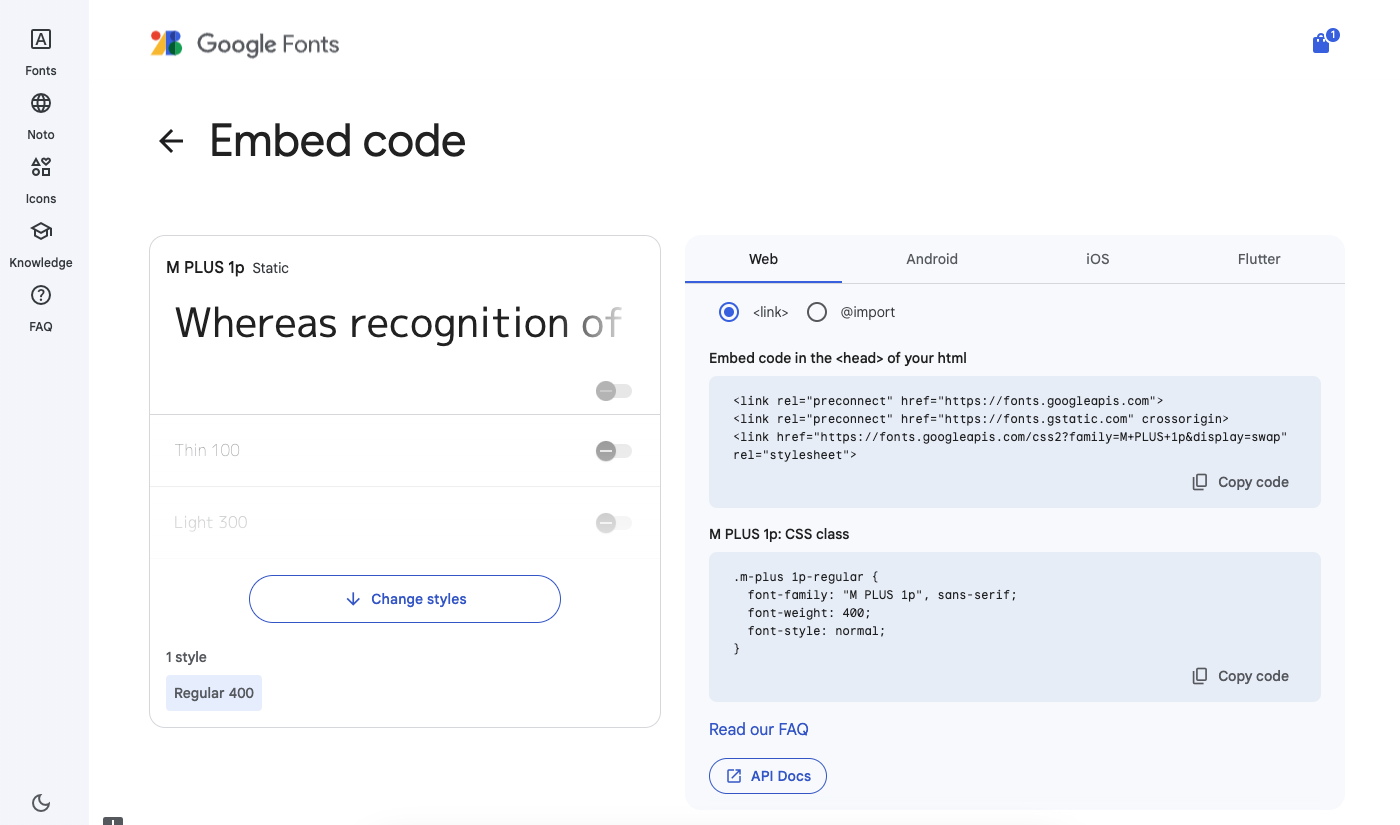 Fonts
Noto
Icons
Knowledge
FAQ
Google Fonts
1
Embed code
M PLUS 1p Static
Whereas recognition of
Thin 100
Light 300
Change styles
1 style
Regular 400
Web Android iOS Flutter
<link> @import
Embed code in the <head> of your html
<link rel="preconnect" href="https://fonts.googleapis.com">
<link rel="preconnect" href="https://fonts.gstatic.com" crossorigin>
<link href="https://fonts.googleapis.com/css2?family=M+PLUS+1p&display=swap"
rel="stylesheet">
Copy code
M PLUS 1p: CSS class
.m-plus 1p-regular {
  font-family: "M PLUS 1p", sans-serif;
  font-weight: 400;
  font-style: normal;
}
Copy code
Read our FAQ
API Docs